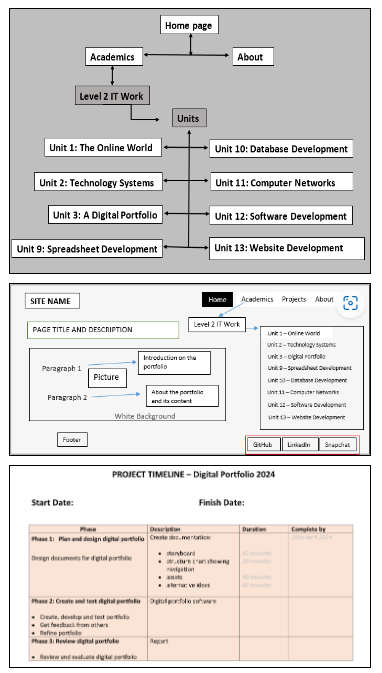 Home page
Academics
About
Level 2 IT Work
Units
Unit 1: The Online World
Unit 10: Database Development
Unit 2: Technology Systems
Unit 11: Computer Networks
Unit 3: A Digital Portfolio
Unit 12: Software Development
Unit 9: Spreadsheet Development
Unit 13: Website Development
SITE NAME
Home Academics Projects About
Level 2 IT Work
PAGE TITLE AND DESCRIPTION
Unit 1 – Online World
Unit 2 – Technology Systems
Unit 3 – Digital Portfolio
Unit 9 – Spreadsheet Development
Unit 10 – Database Development
Unit 11 – Computer Networks
Unit 12 – Software Development
Unit 13 – Website Development
Paragraph 1
Introduction on the
portfolio
Picture
Paragraph 2
About the portfolio
and its content
White Background
Footer
GitHub LinkedIn Snapchat
PROJECT TIMELINE – Digital Portfolio 2024
Start Date: Finish Date:
Phase Description Duration Complete by
Phase 1: Plan and design digital portfolio
Design documents for digital portfolio
Create documentation:
• storyboard
• structure chart showing
navigation
• assets
• alternative ideas
Phase 2: Create and test digital portfolio
• Create, develop and test portfolio
• Get feedback from others
• Refine portfolio
Digital portfolio software
Phase 3: Review digital portfolio
• Review and evaluate digital portfolio
Report